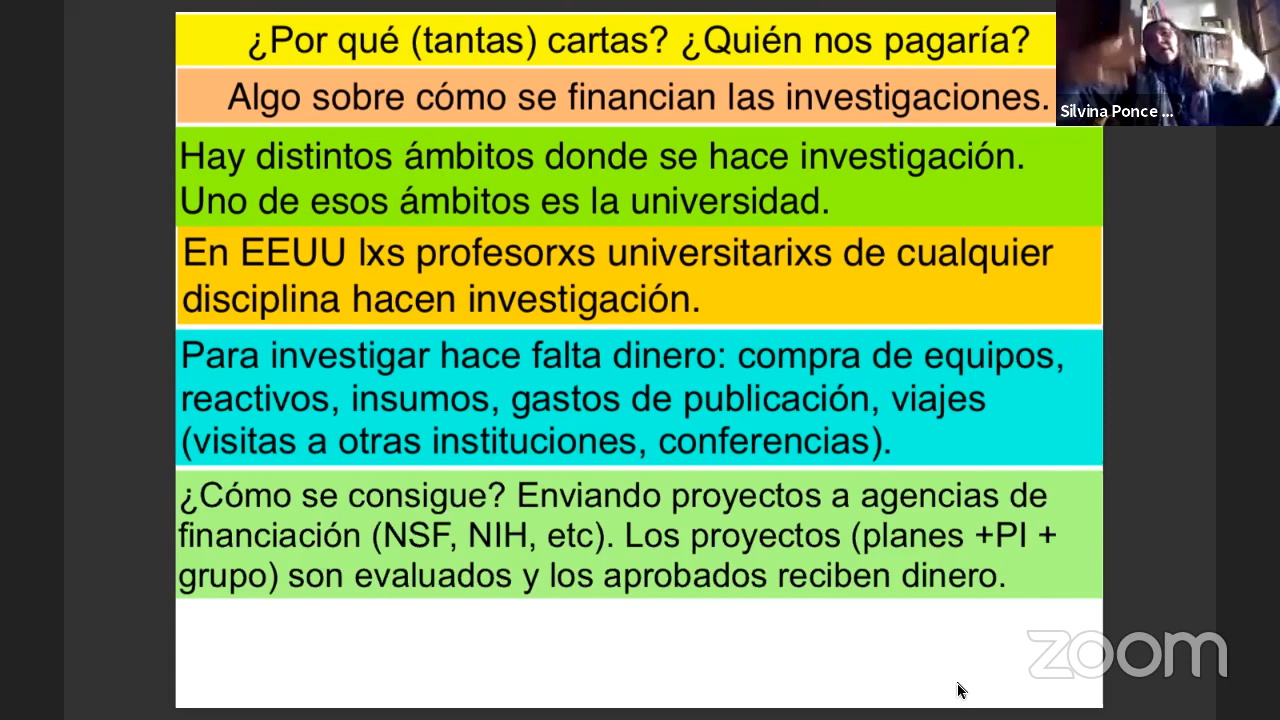 ¿Por qué (tantas) cartas? ¿Quién nos pagaría?
Algo sobre cómo se financian las investigaciones.
Silvina Ponce ...
Hay distintos ámbitos donde se hace investigación.
Uno de esos ámbitos es la universidad.
En EEUU lxs profesorxs universitarixs de cualquier
disciplina hacen investigación.
Para investigar hace falta dinero: compra de equipos,
reactivos, insumos, gastos de publicación, viajes
(visitas a otras instituciones, conferencias).
¿Cómo se consigue? Enviando proyectos a agencias de
financiación (NSF, NIH, etc). Los proyectos (planes +PI +
grupo) son evaluados y los aprobados reciben dinero.
zoom